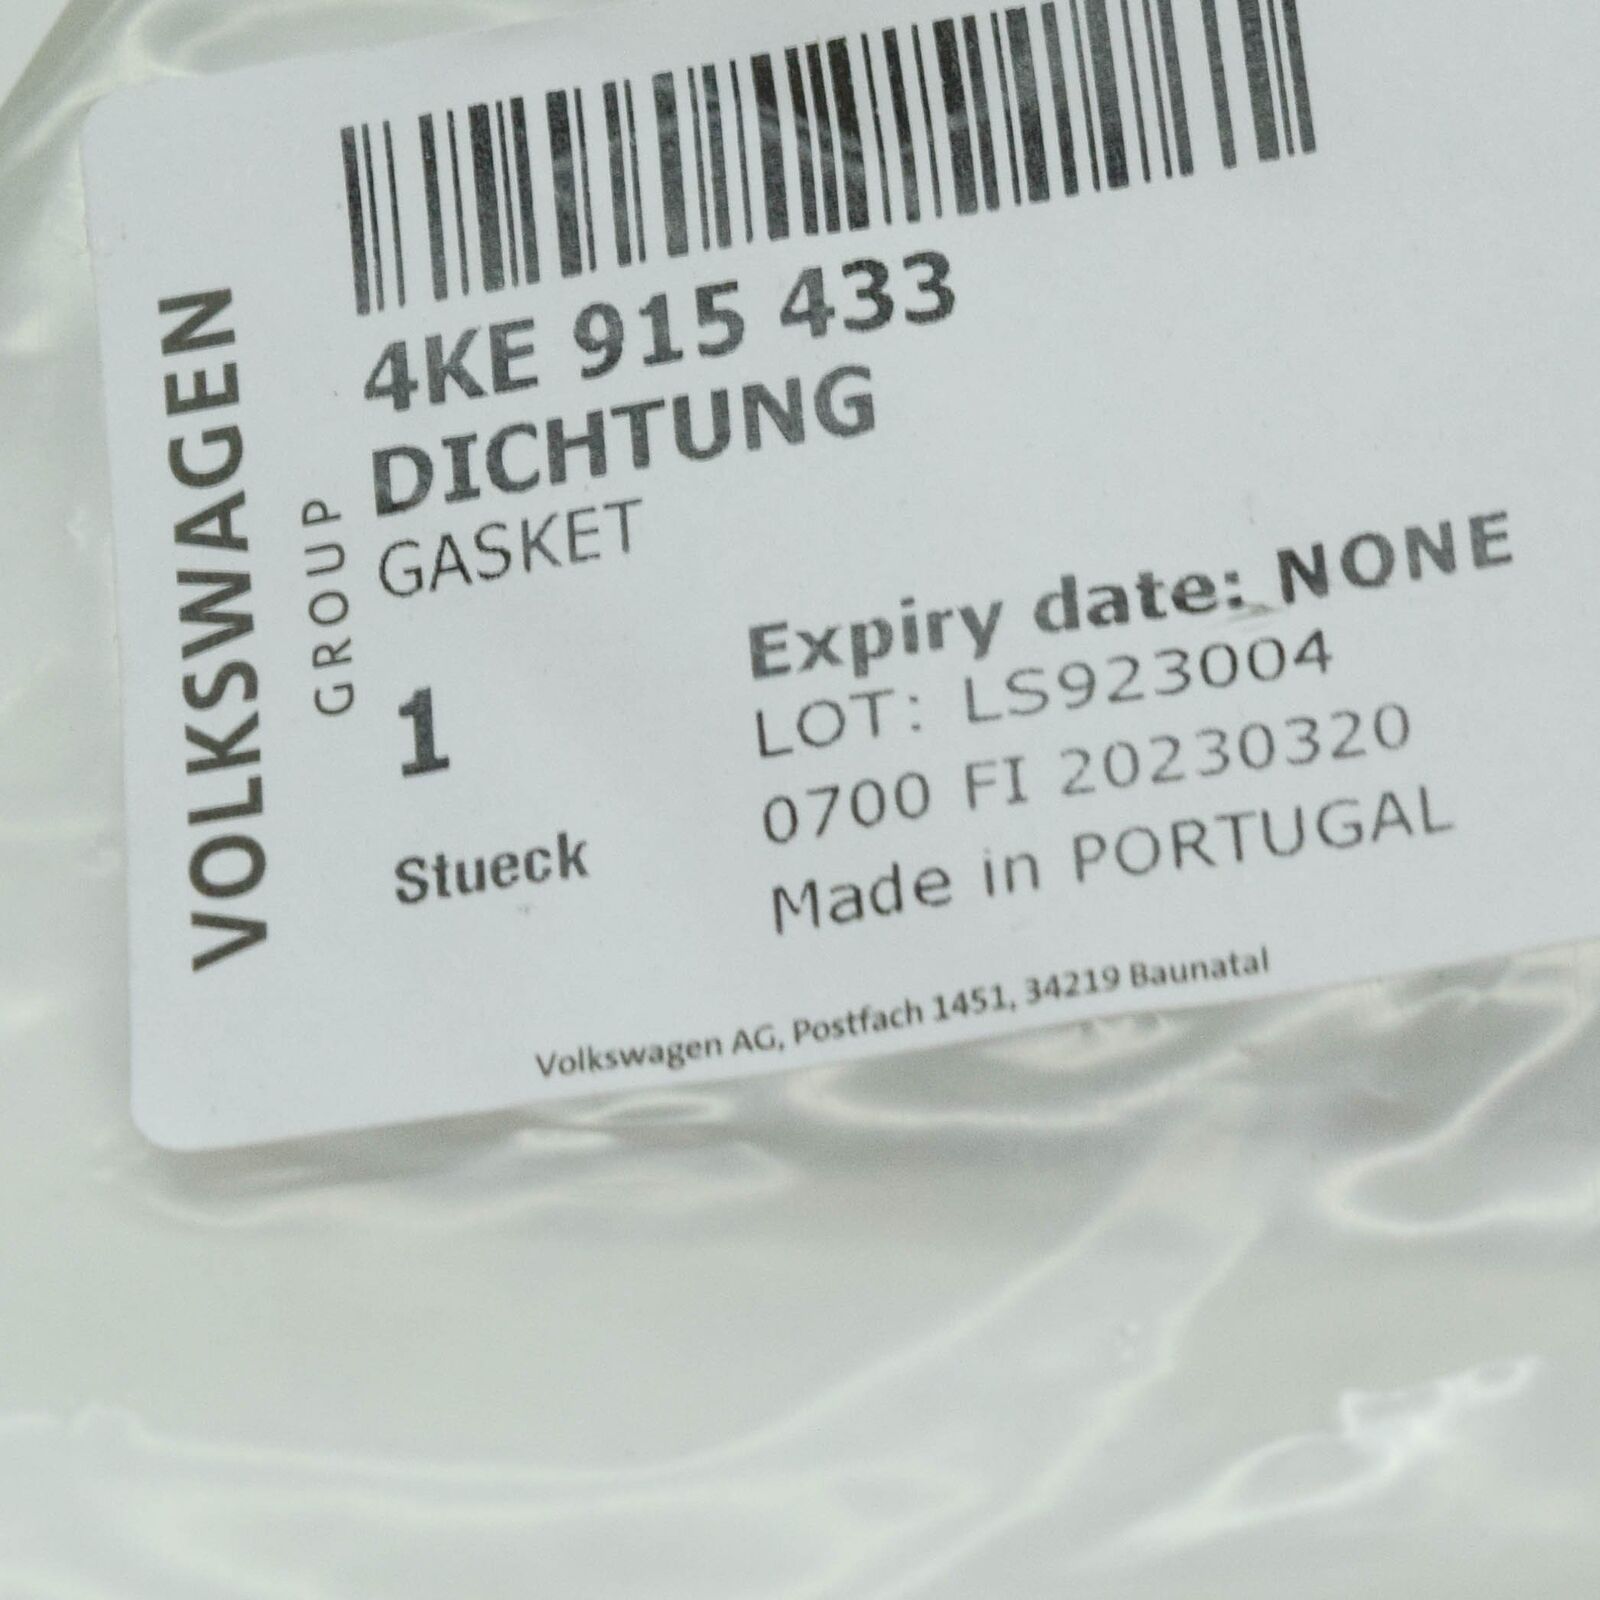 VOLKSWAGEN
GROUP
4KE 915 433
DICHTUNG
GASKET
1
Stueck
Expiry date: NONE
LOT: LS923004
0700 FI 20230320
Made in PORTUGAL
Volkswagen AG, Postfach 1451, 34219 Baunatal